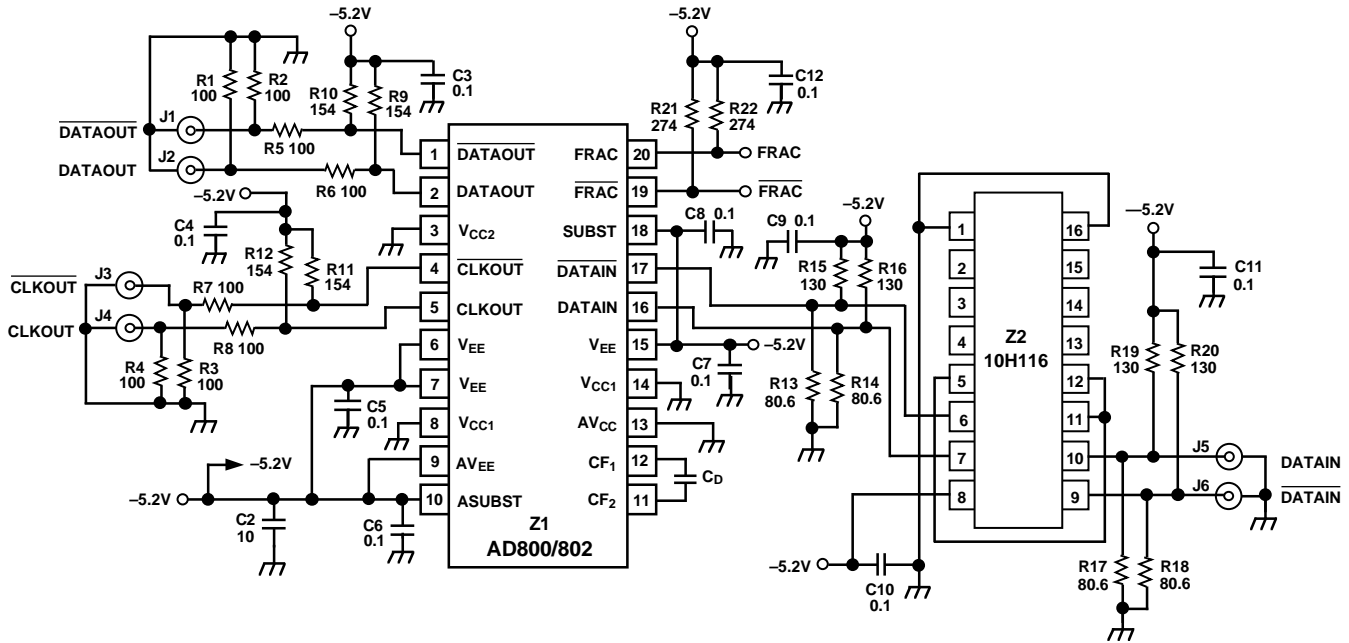 –5.2V
–5.2V
R1
100
R2
100
R10
154
R9
154
C3
0.1
R21
274
R22
274
C12
0.1
DATAOUT
J1
R5 100
DATAOUT
J2
R6 100
1 DATAOUT
2 DATAOUT
3 VCC2
4 CLKOUT
5 CLKOUT
6 VEE
7 VEE
8 VCC1
9 AVEE
10 ASUBST
FRAC 20
FRAC 19
SUBST 18
DATAIN 17
DATAIN 16
VEE 15
VCC1 14
AVCC 13
CF1 12
CF2 11
Z1
AD800/802
FRAC
FRAC
–5.2V
C4
0.1
R12
154
R11
154
CLKOUT
J3
R7 100
CLKOUT
J4
R8 100
R4
100
R3
100
C5
0.1
–5.2V
–5.2V
C2
10
C6
0.1
C8 0.1
C9 0.1
–5.2V
R15
130
R16
130
–5.2V
C7
0.1
R13
80.6
R14
80.6
CD
1
2
3
4
5
6
7
8
16
15
14
13
12
11
10
9
Z2
10H116
—5.2V
C11
0.1
R19
130
R20
130
J5
DATAIN
J6
DATAIN
–5.2V
C10
0.1
R17
80.6
R18
80.6